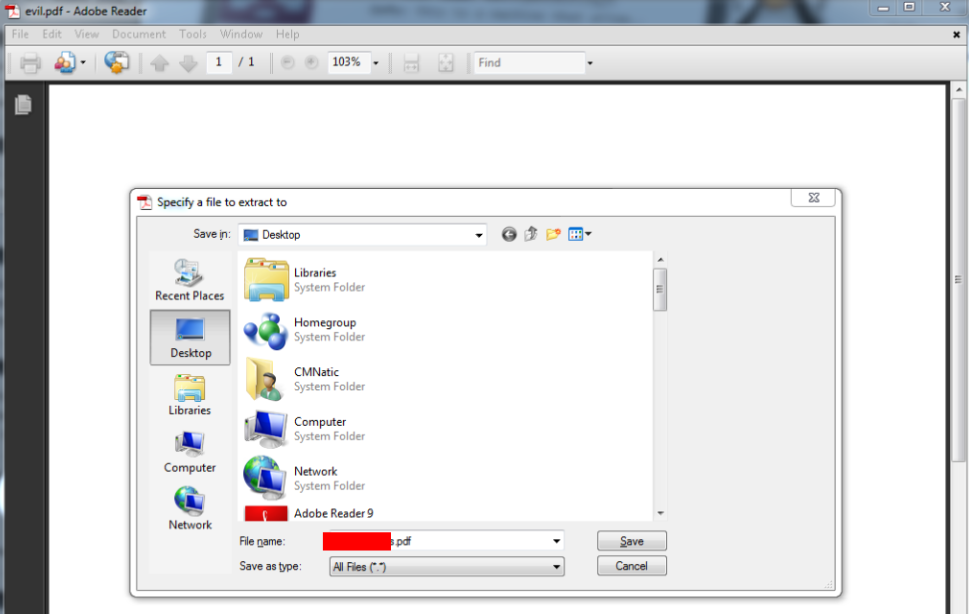 evil.pdf - Adobe Reader
File Edit View Document Tools Window Help
1 / 1 103% Find
Specify a file to extract to
Save in: Desktop
Recent Places
Desktop
Libraries
Computer
Network
Libraries
System Folder
Homegroup
System Folder
CMNatic
System Folder
Computer
System Folder
Network
System Folder
Adobe Reader 9
File name: s.pdf Save
Save as type: All Files (*.*) Cancel